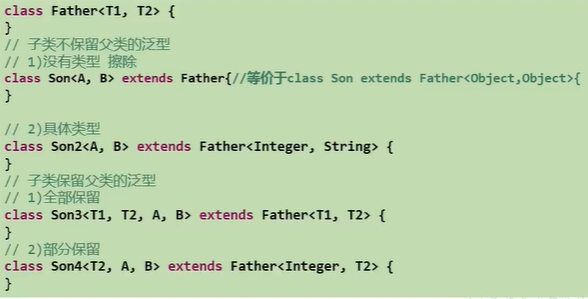 class Father<T1, T2> {
}
// 子类不保留父类的泛型
// 1)没有类型 擦除
class Son<A, B> extends Father{//等价于class Son extends Father<Object,Object>{
}
// 2)具体类型
class Son2<A, B> extends Father<Integer, String> {
}
// 子类保留父类的泛型
// 1)全部保留
class Son3<T1, T2, A, B> extends Father<T1, T2> {
}
// 2)部分保留
class Son4<T2, A, B> extends Father<Integer, T2> {
}